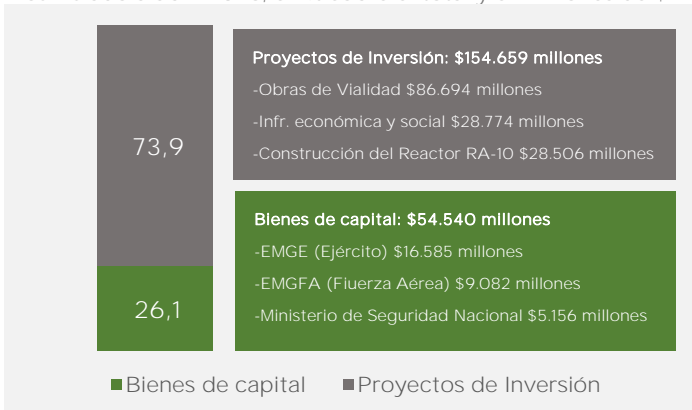 73,9
Proyectos de Inversión: $154.659 millones
-Obras de Vialidad $86.694 millones
-Infr. económica y social $28.774 millones
-Construcción del Reactor RA-10 $28.506 millones
26,1
Bienes de capital: $54.540 millones
-EMGE (Ejército) $16.585 millones
-EMGFA (Fiuerza Aérea) $9.082 millones
-Ministerio de Seguridad Nacional $5.156 millones
Bienes de capital Proyectos de Inversión